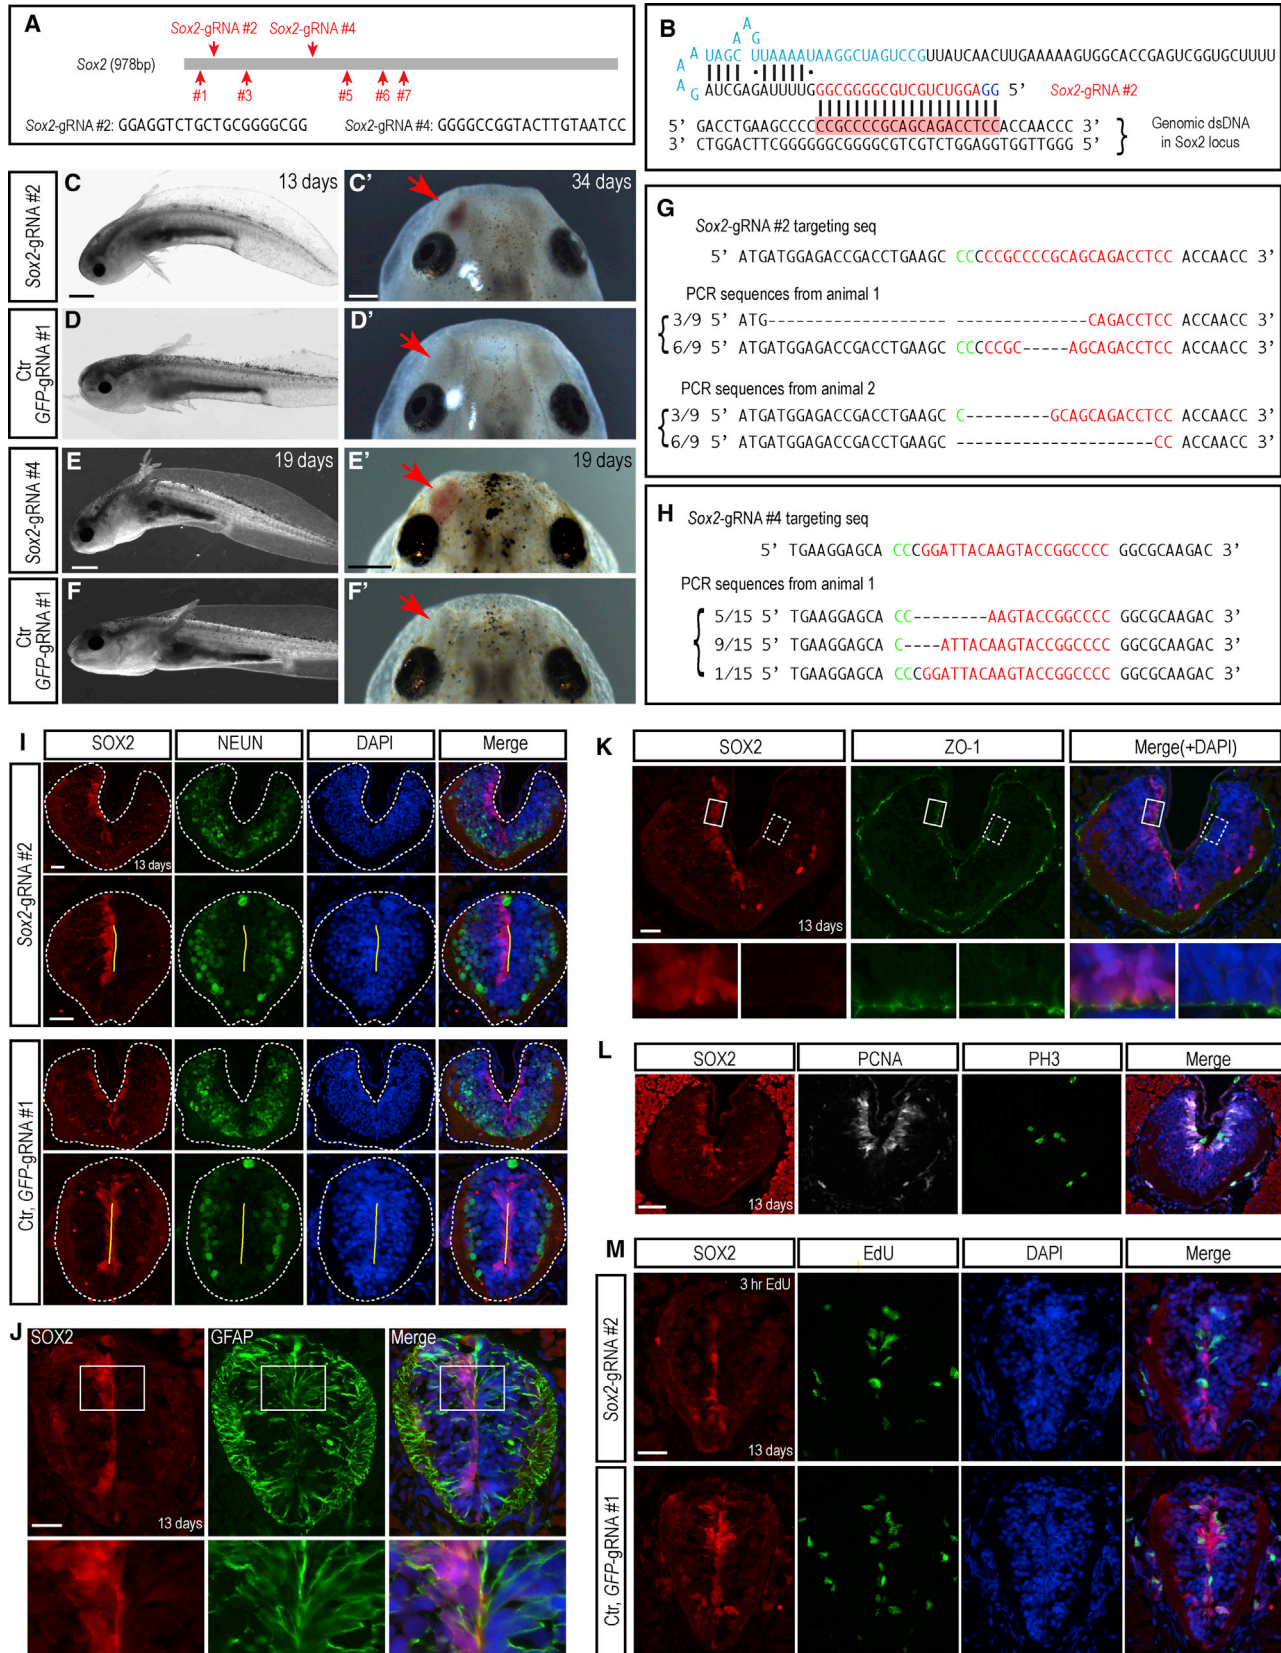 A
Sox2-gRNA #2
Sox2-gRNA #4
Sox2 (978bp)
#1
#3
#5
#6
#7
Sox2-gRNA #2: GGAGGTCTGCTGCGGGGCGG
Sox2-gRNA #4: GGGGCCGGTACTTGTAATCC
B
A
A G
A A UAGC UUAAAAUAAGGCUAGUCCGUUAUCAACUUGAAAAAGUGGCACCGAGUCGGUGCUUUU
A A G AUCGAGAUUUUGGGCGGGGCGUCGUCUGGAGG 5’
Sox2-gRNA #2
5’ GACCTGAAGCCCCCCGCCCCGCAGCAGACCTCCACCAACCC 3’
3’ CTGGACTTCGGGGGGCGGGGCGTCGTCTGGAGGTGGTTGGG 5’
Genomic dsDNA
in Sox2 locus
Sox2-gRNA #2
C
13 days
C’
34 days
Ctr
GFP-gRNA #1
D
D’
Sox2-gRNA #4
E
19 days
E’
19 days
Ctr
GFP-gRNA #1
F
F’
G
Sox2-gRNA #2 targeting seq
5’ ATGATGGAGACCGACCTGAAGC CCCCCGCCCCGCAGCAGACCTCC ACCAACC 3’
PCR sequences from animal 1
3/9 5’ ATG------------------ ------------CAGACCTCC ACCAACC 3’
6/9 5’ ATGATGGAGACCGACCTGAAGC CCCCCGC-----AGCAGACCTCC ACCAACC 3’
PCR sequences from animal 2
3/9 5’ ATGATGGAGACCGACCTGAAGC C---------GCAGCAGACCTCC ACCAACC 3’
6/9 5’ ATGATGGAGACCGACCTGAAGC ---------------------CC ACCAACC 3’
H
Sox2-gRNA #4 targeting seq
5’ TGAAGGAGCA CCCGGATTACAAGTACCGGCCCC GGCGCAAGAC 3’
PCR sequences from animal 1
5/15 5’ TGAAGGAGCA CC--------AAGTACCGGCCCC GGCGCAAGAC 3’
9/15 5’ TGAAGGAGCA C----ATTACAAGTACCGGCCCC GGCGCAAGAC 3’
1/15 5’ TGAAGGAGCA CCCGGATTACAAGTACCGGCCCC GGCGCAAGAC 3’
I
SOX2
NEUN
DAPI
Merge
Sox2-gRNA #2
13 days
Ctr, GFP-gRNA #1
J
SOX2
GFAP
Merge
13 days
K
SOX2
ZO-1
Merge(+DAPI)
13 days
L
SOX2
PCNA
PH3
Merge
13 days
M
SOX2
EdU
DAPI
Merge
Sox2-gRNA #2
3 hr EdU
13 days
Ctr, GFP-gRNA #1